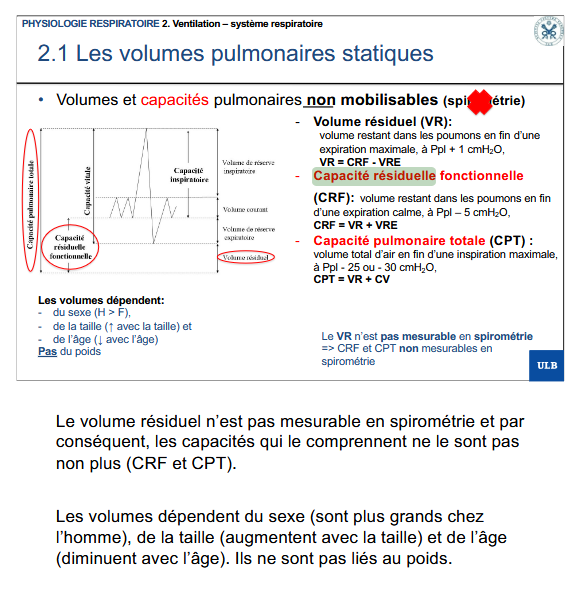 PHYSIOLOGIE RESPIRATOIRE 2. Ventilation – système respiratoire
2.1 Les volumes pulmonaires statiques
• Volumes et capacités pulmonaires non mobilisables (spirométrie)
Capacité pulmonaire totale
Capacité vitale
Capacité
inspiratoire
Capacité
résiduelle
fonctionnelle
Volume de réserve
inspiratoire
Volume courant
Volume de réserve
expiratoire
Volume résiduel
- Volume résiduel (VR):
volume restant dans les poumons en fin d’une
expiration maximale, à Ppl + 1 cmH₂O,
VR = CRF - VRE
- Capacité résiduelle fonctionnelle
(CRF): volume restant dans les poumons en fin
d’une expiration calme, à Ppl – 5 cmH₂O,
CRF = VR + VRE
- Capacité pulmonaire totale (CPT) :
volume total d’air en fin d’une inspiration maximale,
à Ppl - 25 ou - 30 cmH₂O,
CPT = VR + CV
Les volumes dépendent:
- du sexe (H > F),
- de la taille (↑ avec la taille) et
- de l’âge (↓ avec l’âge)
Pas du poids
Le VR n’est pas mesurable en spirométrie
=> CRF et CPT non mesurables en
spirométrie
ULB
Le volume résiduel n’est pas mesurable en spirométrie et par
conséquent, les capacités qui le comprennent ne le sont pas
non plus (CRF et CPT).
Les volumes dépendent du sexe (sont plus grands chez
l’homme), de la taille (augmentent avec la taille) et de l’âge
(diminuent avec l’âge). Ils ne sont pas liés au poids.